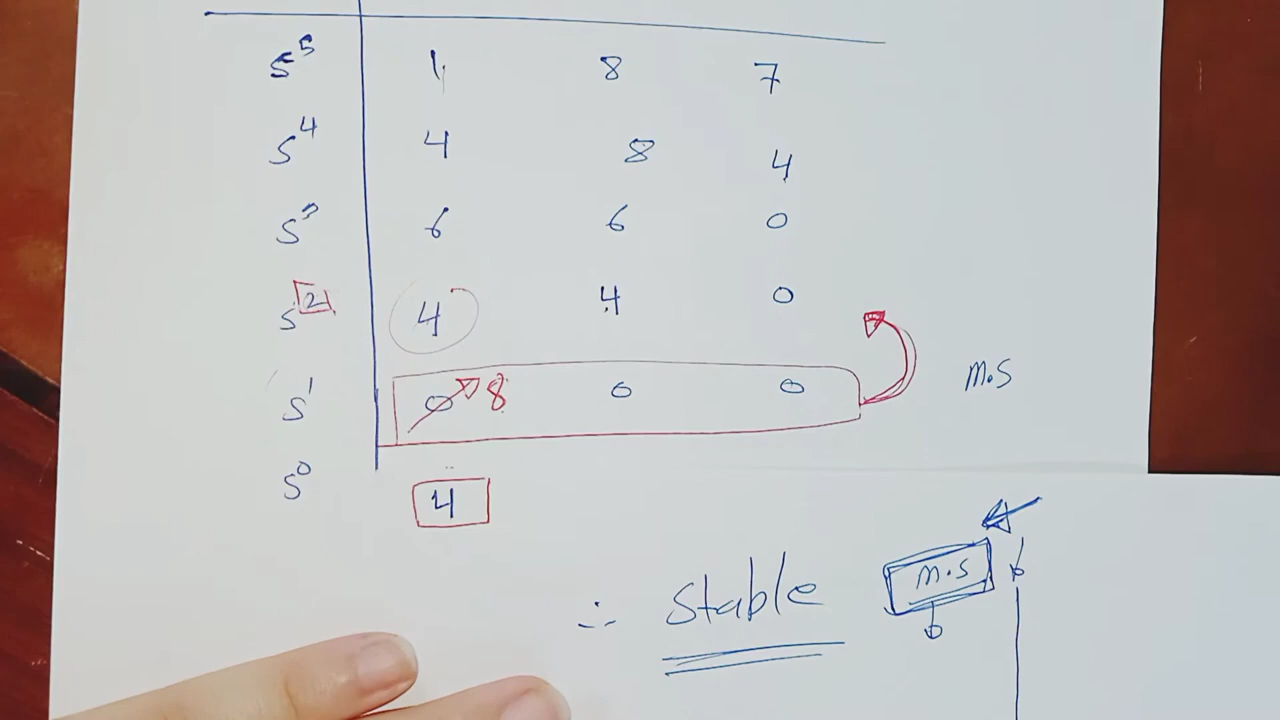 S⁵ 1 8 7
S⁴ 4 8 4
S³ 6 6 0
S² 4 4 0
S¹ 0 8 0 0 m.s
S⁰ 4
∴ Stable m.s